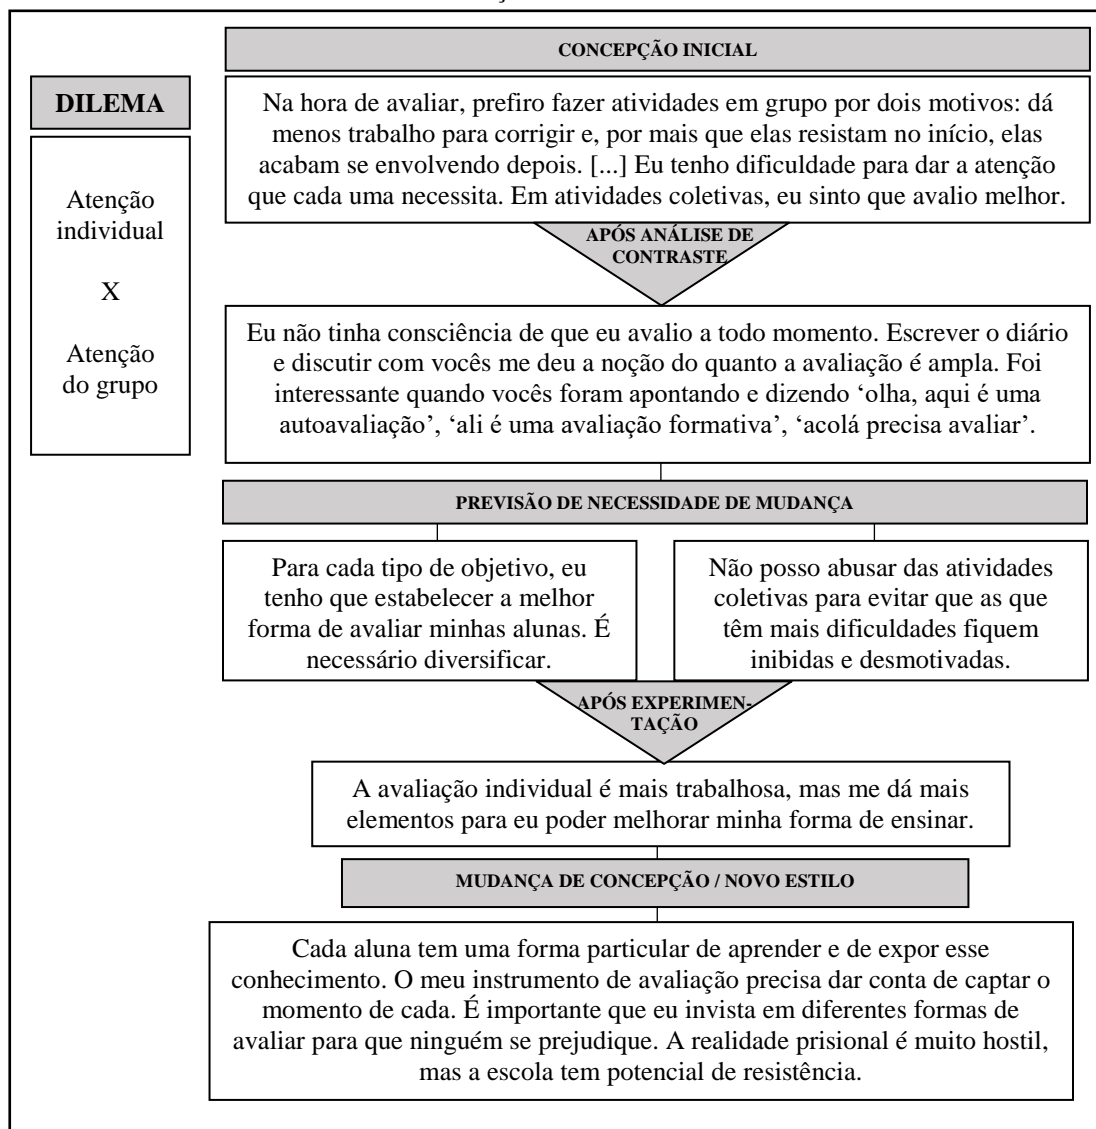 CONCEPÇÃO INICIAL
DILEMA
Atenção
individual
X
Atenção
do grupo
Na hora de avaliar, prefiro fazer atividades em grupo por dois motivos: dá
menos trabalho para corrigir e, por mais que elas resistam no início, elas
acabam se envolvendo depois. [...] Eu tenho dificuldade para dar a atenção
que cada uma necessita. Em atividades coletivas, eu sinto que avalio melhor.
APÓS ANÁLISE DE
CONTRASTE
Eu não tinha consciência de que eu avalio a todo momento. Escrever o diário
e discutir com vocês me deu a noção do quanto a avaliação é ampla. Foi
interessante quando vocês foram apontando e dizendo ‘olha, aqui é uma
autoavaliação’, ‘ali é uma avaliação formativa’, ‘acolá precisa avaliar’.
PREVISÃO DE NECESSIDADE DE MUDANÇA
Para cada tipo de objetivo, eu
tenho que estabelecer a melhor
forma de avaliar minhas alunas. É
necessário diversificar.
Não posso abusar das atividades
coletivas para evitar que as que
têm mais dificuldades fiquem
inibidas e desmotivadas.
APÓS EXPERIMEN-
TAÇÃO
A avaliação individual é mais trabalhosa, mas me dá mais
elementos para eu poder melhorar minha forma de ensinar.
MUDANÇA DE CONCEPÇÃO / NOVO ESTILO
Cada aluna tem uma forma particular de aprender e de expor esse
conhecimento. O meu instrumento de avaliação precisa dar conta de captar o
momento de cada. É importante que eu invista em diferentes formas de
avaliar para que ninguém se prejudique. A realidade prisional é muito hostil,
mas a escola tem potencial de resistência.